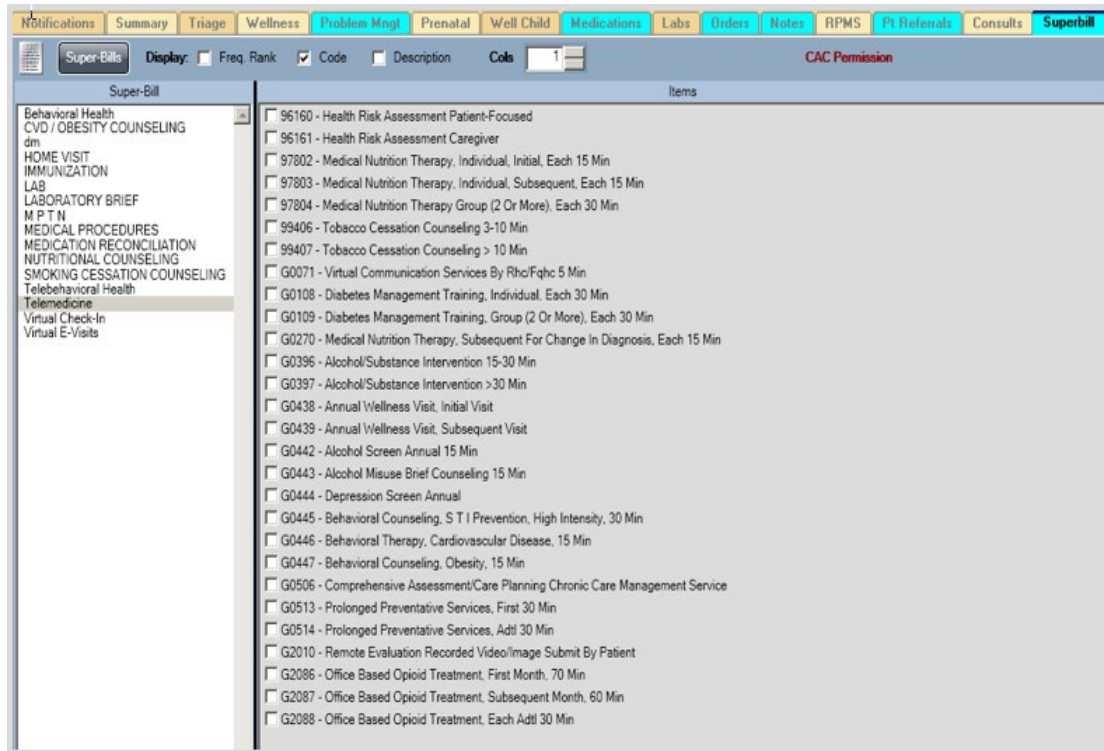 Notifications Summary Triage Wellness Problem Mngt Prenatal Well Child Medications Labs Orders Notes RPMS Pt Referrals Consults Superbill
Super-Bills Display: Freq. Rank Code Description Cols 1 CAC Permission
Super-Bill
Behavioral Health
CVD / OBESITY COUNSELING
dm
HOME VISIT
IMMUNIZATION
LAB
LABORATORY BRIEF
M P T N
MEDICAL PROCEDURES
MEDICATION RECONCILIATION
NUTRITIONAL COUNSELING
SMOKING CESSATION COUNSELING
Telebehavioral Health
Telemedicine
Virtual Check-In
Virtual E-Visits
Items
96160 - Health Risk Assessment Patient-Focused
96161 - Health Risk Assessment Caregiver
97802 - Medical Nutrition Therapy, Individual, Initial, Each 15 Min
97803 - Medical Nutrition Therapy, Individual, Subsequent, Each 15 Min
97804 - Medical Nutrition Therapy Group (2 Or More), Each 30 Min
99406 - Tobacco Cessation Counseling 3-10 Min
99407 - Tobacco Cessation Counseling > 10 Min
G0071 - Virtual Communication Services By Rhc/Fqhc 5 Min
G0108 - Diabetes Management Training, Individual, Each 30 Min
G0109 - Diabetes Management Training, Group (2 Or More), Each 30 Min
G0270 - Medical Nutrition Therapy, Subsequent For Change In Diagnosis, Each 15 Min
G0396 - Alcohol/Substance Intervention 15-30 Min
G0397 - Alcohol/Substance Intervention >30 Min
G0438 - Annual Wellness Visit, Initial Visit
G0439 - Annual Wellness Visit, Subsequent Visit
G0442 - Alcohol Screen Annual 15 Min
G0443 - Alcohol Misuse Brief Counseling 15 Min
G0444 - Depression Screen Annual
G0445 - Behavioral Counseling, S T I Prevention, High Intensity, 30 Min
G0446 - Behavioral Therapy, Cardiovascular Disease, 15 Min
G0447 - Behavioral Counseling, Obesity, 15 Min
G0506 - Comprehensive Assessment/Care Planning Chronic Care Management Service
G0513 - Prolonged Preventative Services, First 30 Min
G0514 - Prolonged Preventative Services, Adtl 30 Min
G2010 - Remote Evaluation Recorded Video/Image Submit By Patient
G2086 - Office Based Opioid Treatment, First Month, 70 Min
G2087 - Office Based Opioid Treatment, Subsequent Month, 60 Min
G2088 - Office Based Opioid Treatment, Each Adtl 30 Min